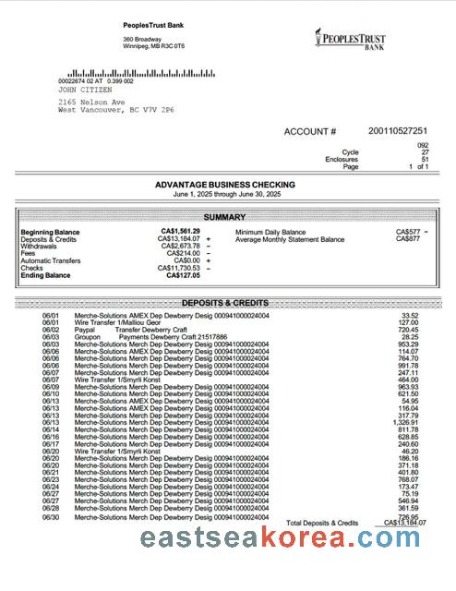 PeoplesTrust Bank
360 Broadway
Winnipeg, MB R3C 0T6
PEOPLESTRUST
BANK
00022674 02 AT 0.399 002
JOHN CITIZEN
2165 Nelson Ave
West Vancouver, BC V7V 2P6
ACCOUNT # 200110527251
092
Cycle 27
Enclosures 51
Page 1 of 1
ADVANTAGE BUSINESS CHECKING
June 1, 2025 through June 30, 2025
SUMMARY
Beginning Balance CA$1,561.29
Deposits & Credits CA$13,184.07 +
Withdrawals CA$2,673.78 –
Fees CA$214.00 –
Automatic Transfers CA$0.00 +
Checks CA$11,730.53 –
Ending Balance CA$127.05
Minimum Daily Balance CA$577 –
Average Monthly Statement Balance CA$877
DEPOSITS & CREDITS
06/01 Merche-Solutions AMEX Dep Dewberry Desig 000941000024004 33.52
06/01 Wire Transfer 1/Malliou Geor 127.00
06/02 Paypal Transfer Dewberry Craft 720.45
06/03 Groupon Payments Dewberry Craft 21517886 28.25
06/03 Merche-Solutions Merch Dep Dewberry Desig 000941000024004 953.29
06/06 Merche-Solutions AMEX Dep Dewberry Desig 000941000024004 114.07
06/06 Merche-Solutions Merch Dep Dewberry Desig 000941000024004 764.70
06/06 Merche-Solutions Merch Dep Dewberry Desig 000941000024004 991.78
06/07 Merche-Solutions Merch Dep Dewberry Desig 000941000024004 247.11
06/07 Wire Transfer 1/Smyrli Konst 464.00
06/09 Merche-Solutions Merch Dep Dewberry Desig 000941000024004 963.93
06/10 Merche-Solutions Merch Dep Dewberry Desig 000941000024004 621.50
06/13 Merche-Solutions AMEX Dep Dewberry Desig 000941000024004 54.95
06/13 Merche-Solutions AMEX Dep Dewberry Desig 000941000024004 116.04
06/13 Merche-Solutions Merch Dep Dewberry Desig 000941000024004 317.79
06/13 Merche-Solutions Merch Dep Dewberry Desig 000941000024004 1,326.91
06/14 Merche-Solutions Merch Dep Dewberry Desig 000941000024004 811.78
06/16 Merche-Solutions Merch Dep Dewberry Desig 000941000024004 628.85
06/17 Merche-Solutions Merch Dep Dewberry Desig 000941000024004 240.60
06/20 Wire Transfer 1/Smyrli Konst 46.20
06/20 Merche-Solutions Merch Dep Dewberry Desig 000941000024004 186.16
06/20 Merche-Solutions Merch Dep Dewberry Desig 000941000024004 371.18
06/21 Merche-Solutions Merch Dep Dewberry Desig 000941000024004 401.80
06/23 Merche-Solutions Merch Dep Dewberry Desig 000941000024004 768.07
06/24 Merche-Solutions Merch Dep Dewberry Desig 000941000024004 173.47
06/27 Merche-Solutions Merch Dep Dewberry Desig 000941000024004 75.19
06/27 Merche-Solutions Merch Dep Dewberry Desig 000941000024004 546.94
06/28 Merche-Solutions Merch Dep Dewberry Desig 000941000024004 361.59
06/30 Merche-Solutions Merch Dep Dewberry Desig 000941000024004 726.95
Total Deposits & Credits CA$13,184.07
eastseakorea.com